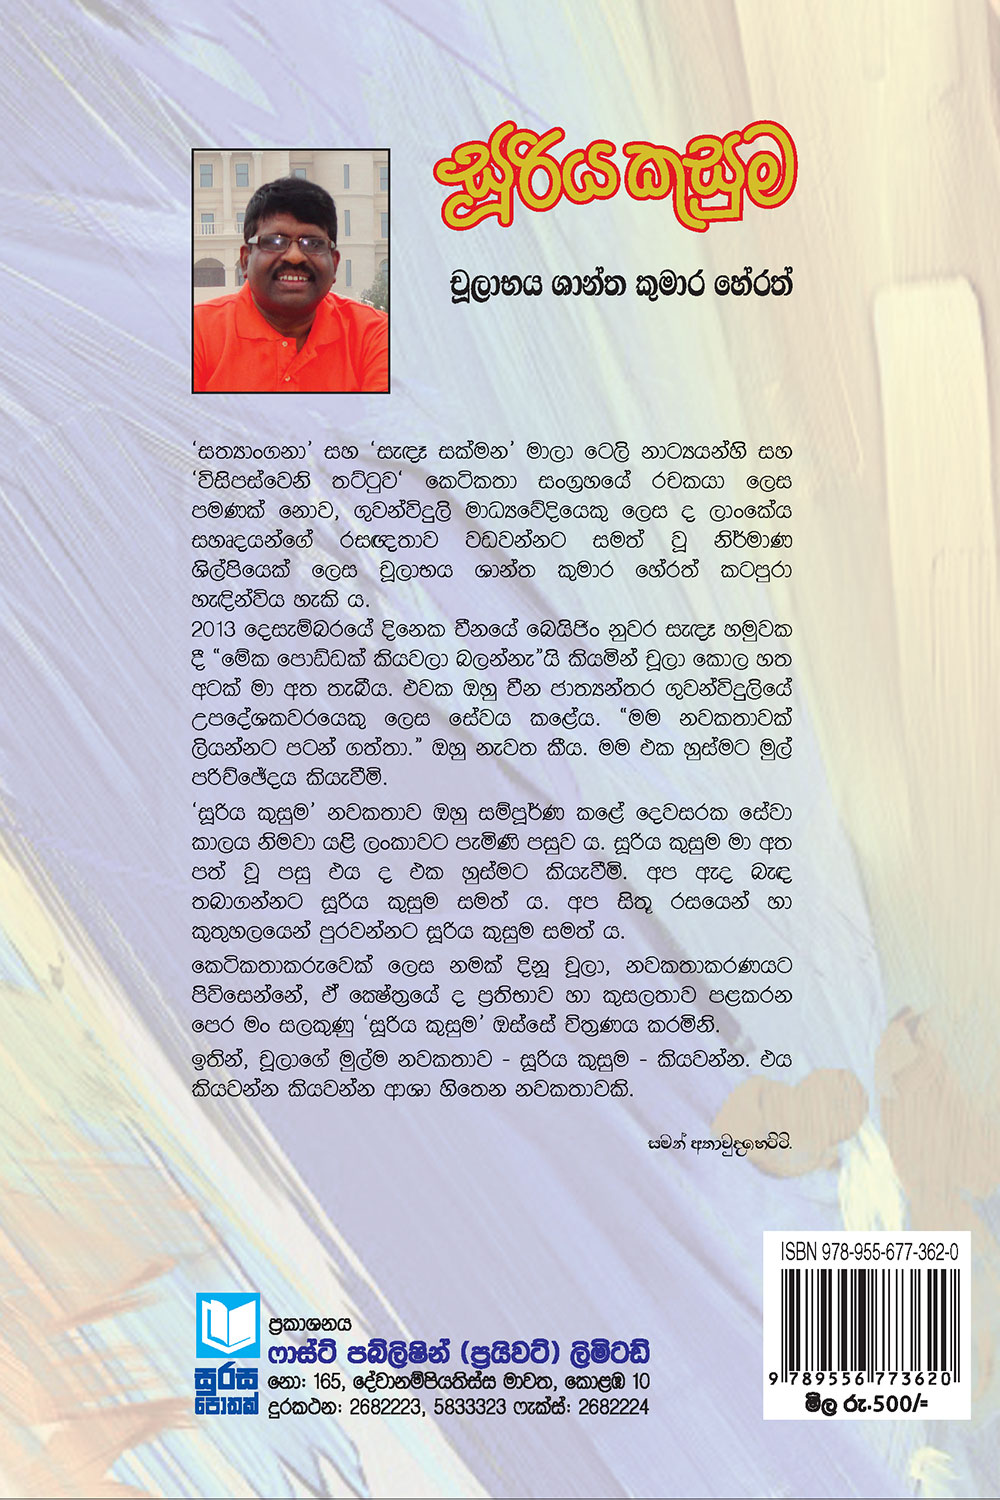 සූරිය කුසුම
චූලාභය ශාන්ත කුමාර හේරත්
‘සත්‍යාංගනා’ සහ ‘සැඳෑ සක්මන’ මාලා ටෙලි නාට්‍යයන්හි සහ
‘විසිපස්වෙනි තට්ටුව‘ කෙටිකතා සංග්‍රහයේ රචකයා ලෙස
පමණක් නොව, ගුවන්විදුලි මාධ්‍යවේදියෙකු ලෙස ද ලාංකේය
සහෘදයන්ගේ රසඥතාව වඩවන්නට සමත් වූ නිර්මාණ
ශිල්පියෙක් ලෙස චූලාභය ශාන්ත කුමාර හේරත් කටපුරා
හැඳින්විය හැකි ය.
2013 දෙසැම්බරයේ දිනෙක චීනයේ බෙයිජිං නුවර සැඳෑ හමුවක
දී “මේක පොඩ්ඩක් කියවලා බලන්නැ”යි කියමින් චූලා කොල හත
අටක් මා අත තැබීය. එවක ඔහු චීන ජාත්‍යන්තර ගුවන්විදුලියේ
උපදේශකවරයෙකු ලෙස සේවය කළේය. “මම නවකතාවක්
ලියන්නට පටන් ගත්තා.” ඔහු නැවත කීය. මම එක හුස්මට මුල්
පරිච්ඡේදය කියැවීමි.
‘සූරිය කුසුම’ නවකතාව ඔහු සම්පූර්ණ කළේ දෙවසරක සේවා
කාලය නිමවා යළි ලංකාවට පැමිණි පසුව ය. සූරිය කුසුම මා අත
පත් වූ පසු එය ද එක හුස්මට කියැවීමි. අප ඇද බැඳ
තබාගන්නට සූරිය කුසුම සමත් ය. අප සිතූ රසයෙන් හා
කුතුහලයෙන් පුරවන්නට සූරිය කුසුම සමත් ය.
කෙටිකතාකරුවෙක් ලෙස නමක් දිනූ චූලා, නවකතාකරණයට
පිවිසෙන්නේ, ඒ ක්ෂේත්‍රයේ ද ප්‍රතිභාව හා කුසලතාව පළකරන
පෙර මං සලකුණු ‘සූරිය කුසුම’ ඔස්සේ චිත්‍රණය කරමිනි.
ඉතින්, චූලාගේ මුල්ම නවකතාව - සූරිය කුසුම - කියවන්න. එය
කියවන්න කියවන්න ආශා හිතෙන නවකතාවකි.
සමන් අතාවුදහෙට්ටි.
ISBN 978-955-677-362-0
9 789556 773620
මිල රු.500/=
සුරස
පොතක්
ප්‍රකාශනය
ෆාස්ට් පබ්ලිෂින් (ප්‍රයිවට්) ලිමිටඩ්
නො: 165, දේවානම්පියතිස්ස මාවත, කොළඹ 10
දුරකථන: 2682223, 5833323 ෆැක්ස්: 2682224